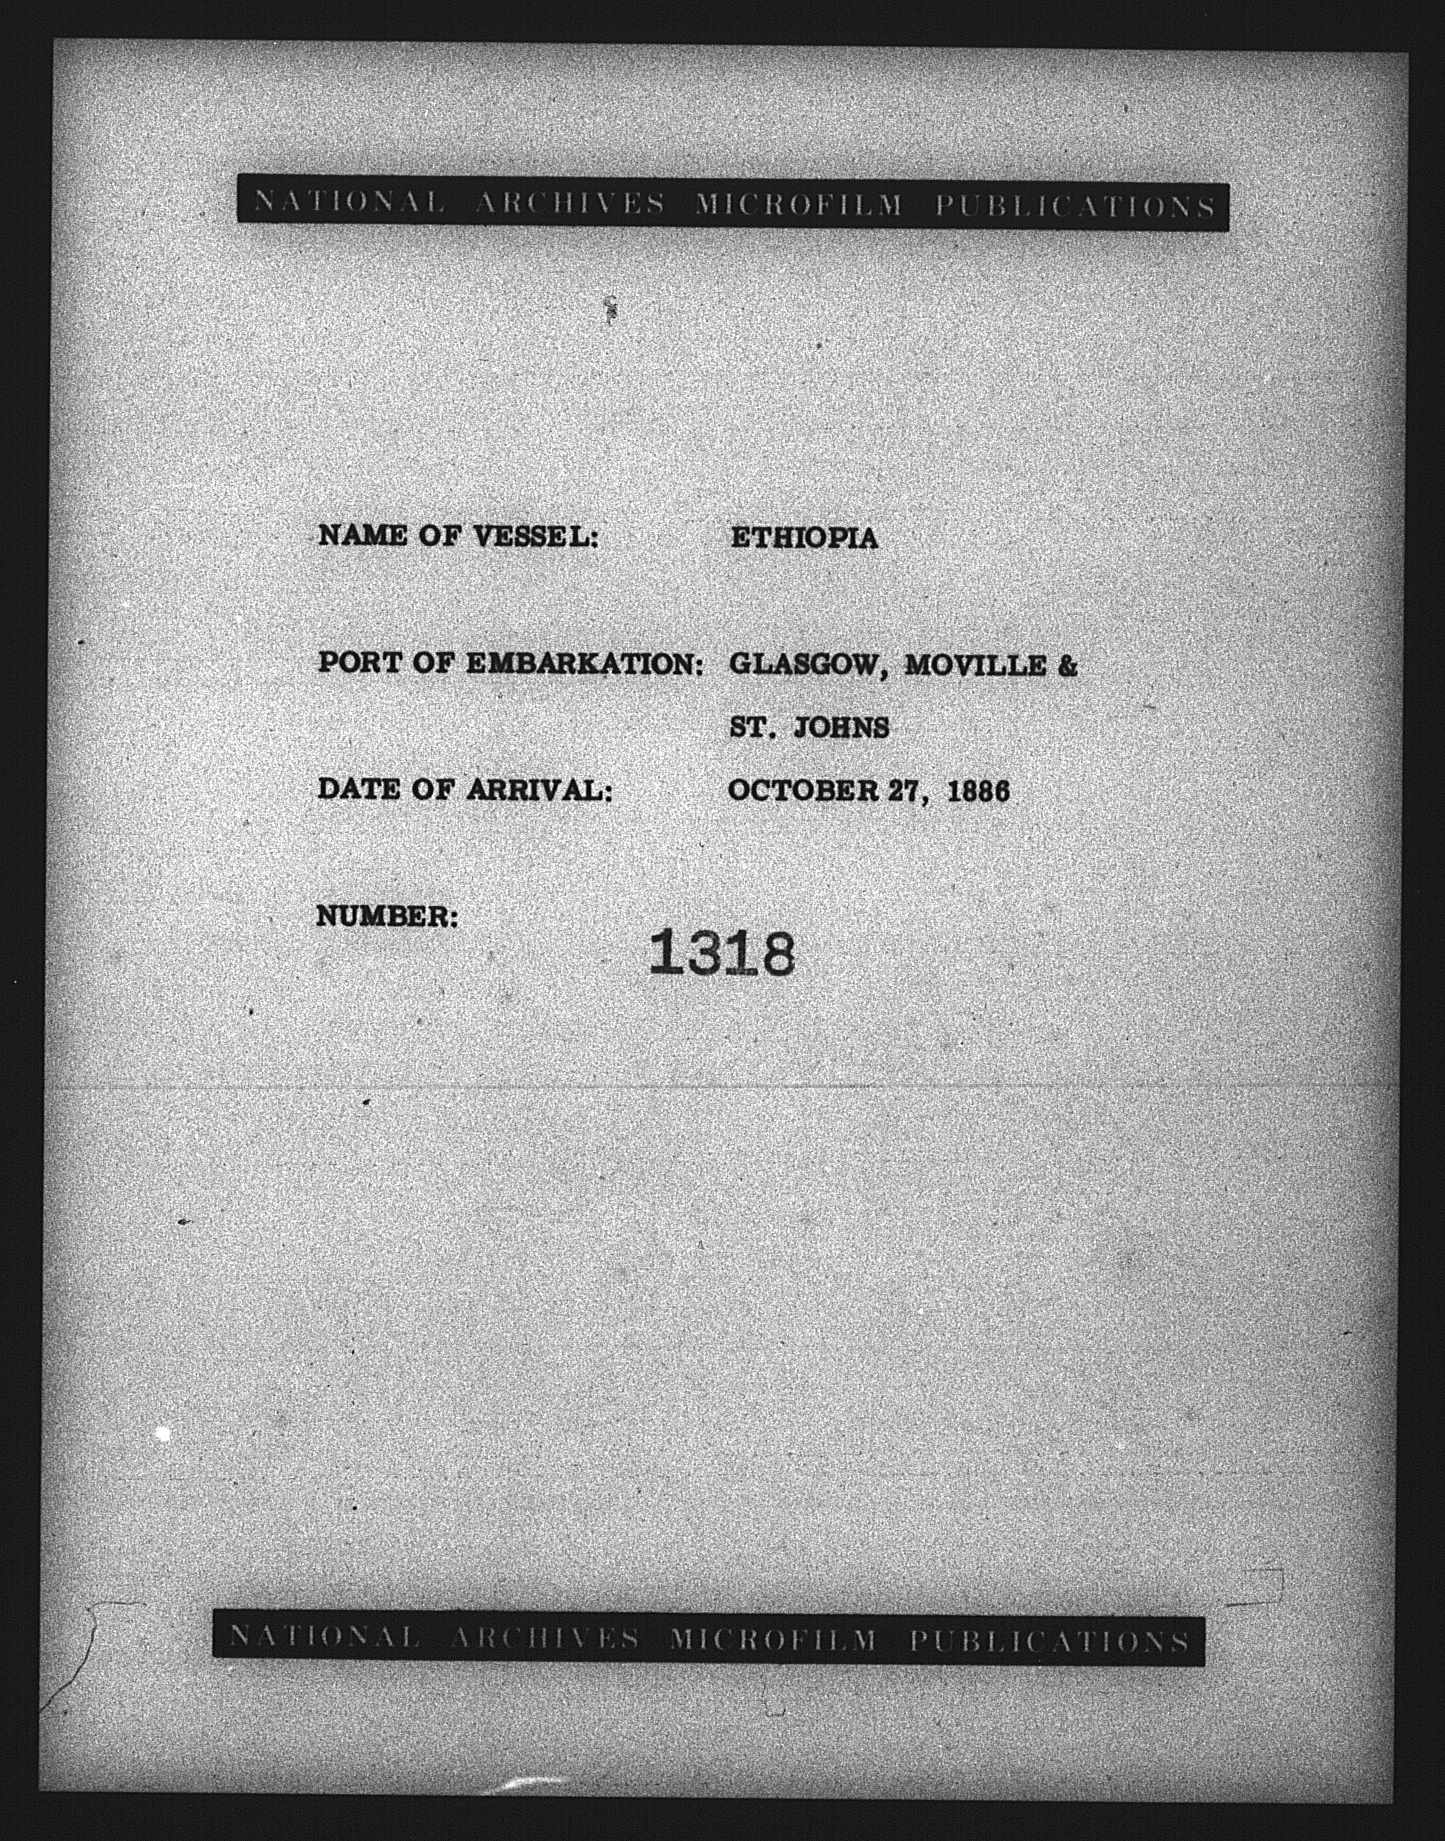 NATIONAL ARCHIVES MICROFILM PUBLICATIONS
NAME OF VESSEL: ETHIOPIA
PORT OF EMBARKATION: GLASGOW, MOVILLE &
ST. JOHNS
DATE OF ARRIVAL: OCTOBER 27, 1886
NUMBER:
1318
NATIONAL ARCHIVES MICROFILM PUBLICATIONS